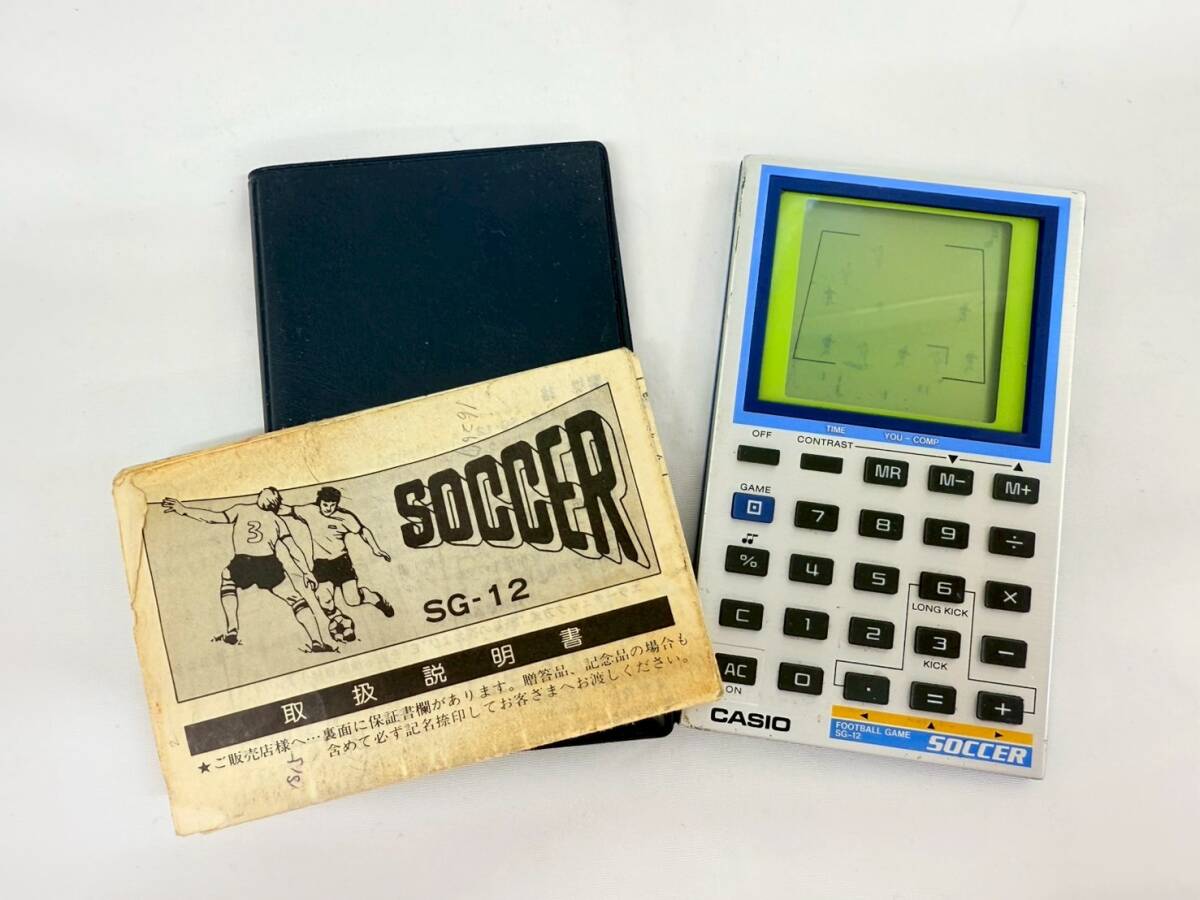 SOCCER
3
SG-12
取扱説明書
★ご販売店様へ…裏面に保証書欄があります。贈答品、記念品の場合も
含めて必ず記名捺印してお客さまへお渡しください。
TIME YOU-COMP
OFF CONTRAST ▼ ▲
MR M- M+
GAME
7 8 9 ÷
% 4 5 6 ×
LONG KICK
C 1 2 3 −
KICK
AC 0 · = +
ON
CASIO
◀ ▲ ▶
FOOTBALL GAME
SG-12
SOCCER